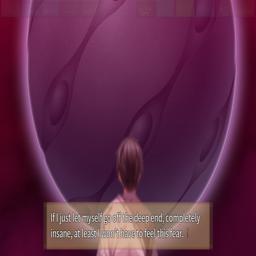 If I just let myself go off the deep end, completely
insane, at least I won't have to feel this fear.